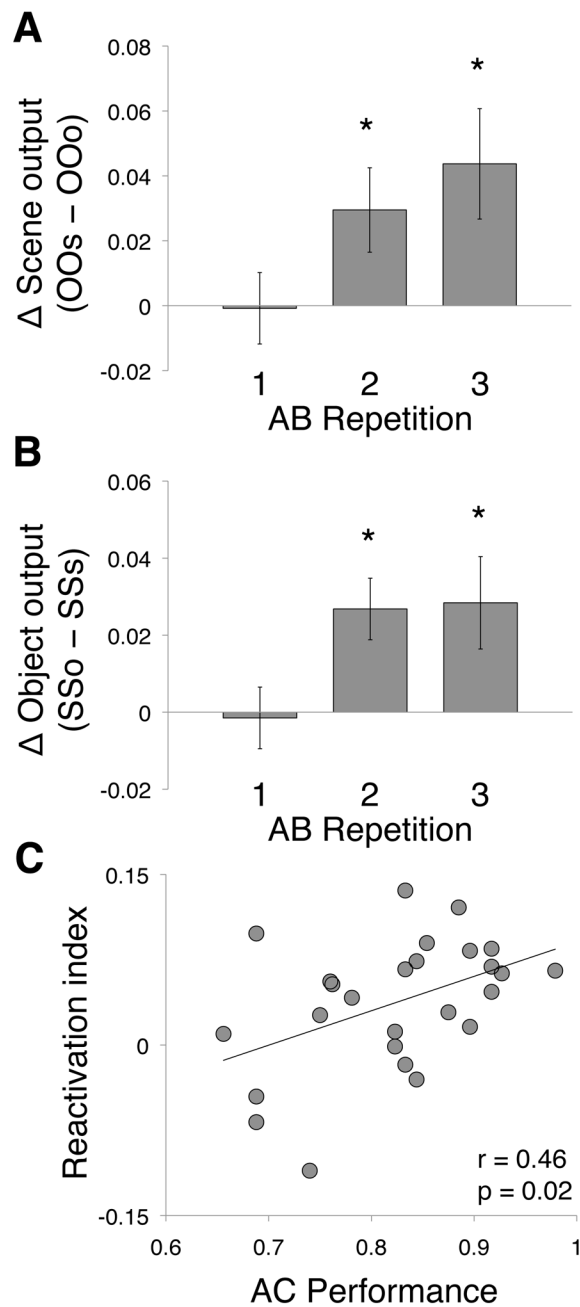 A
0.08
0.06
0.04
0.02
0
-0.02
Δ Scene output
(OOs – OOo)
*
*
1 2 3
AB Repetition
B
0.06
0.04
0.02
0
-0.02
Δ Object output
(SSo – SSs)
*
*
1 2 3
AB Repetition
C
0.15
0
-0.15
Reactivation index
r = 0.46
p = 0.02
0.6 0.7 0.8 0.9 1
AC Performance